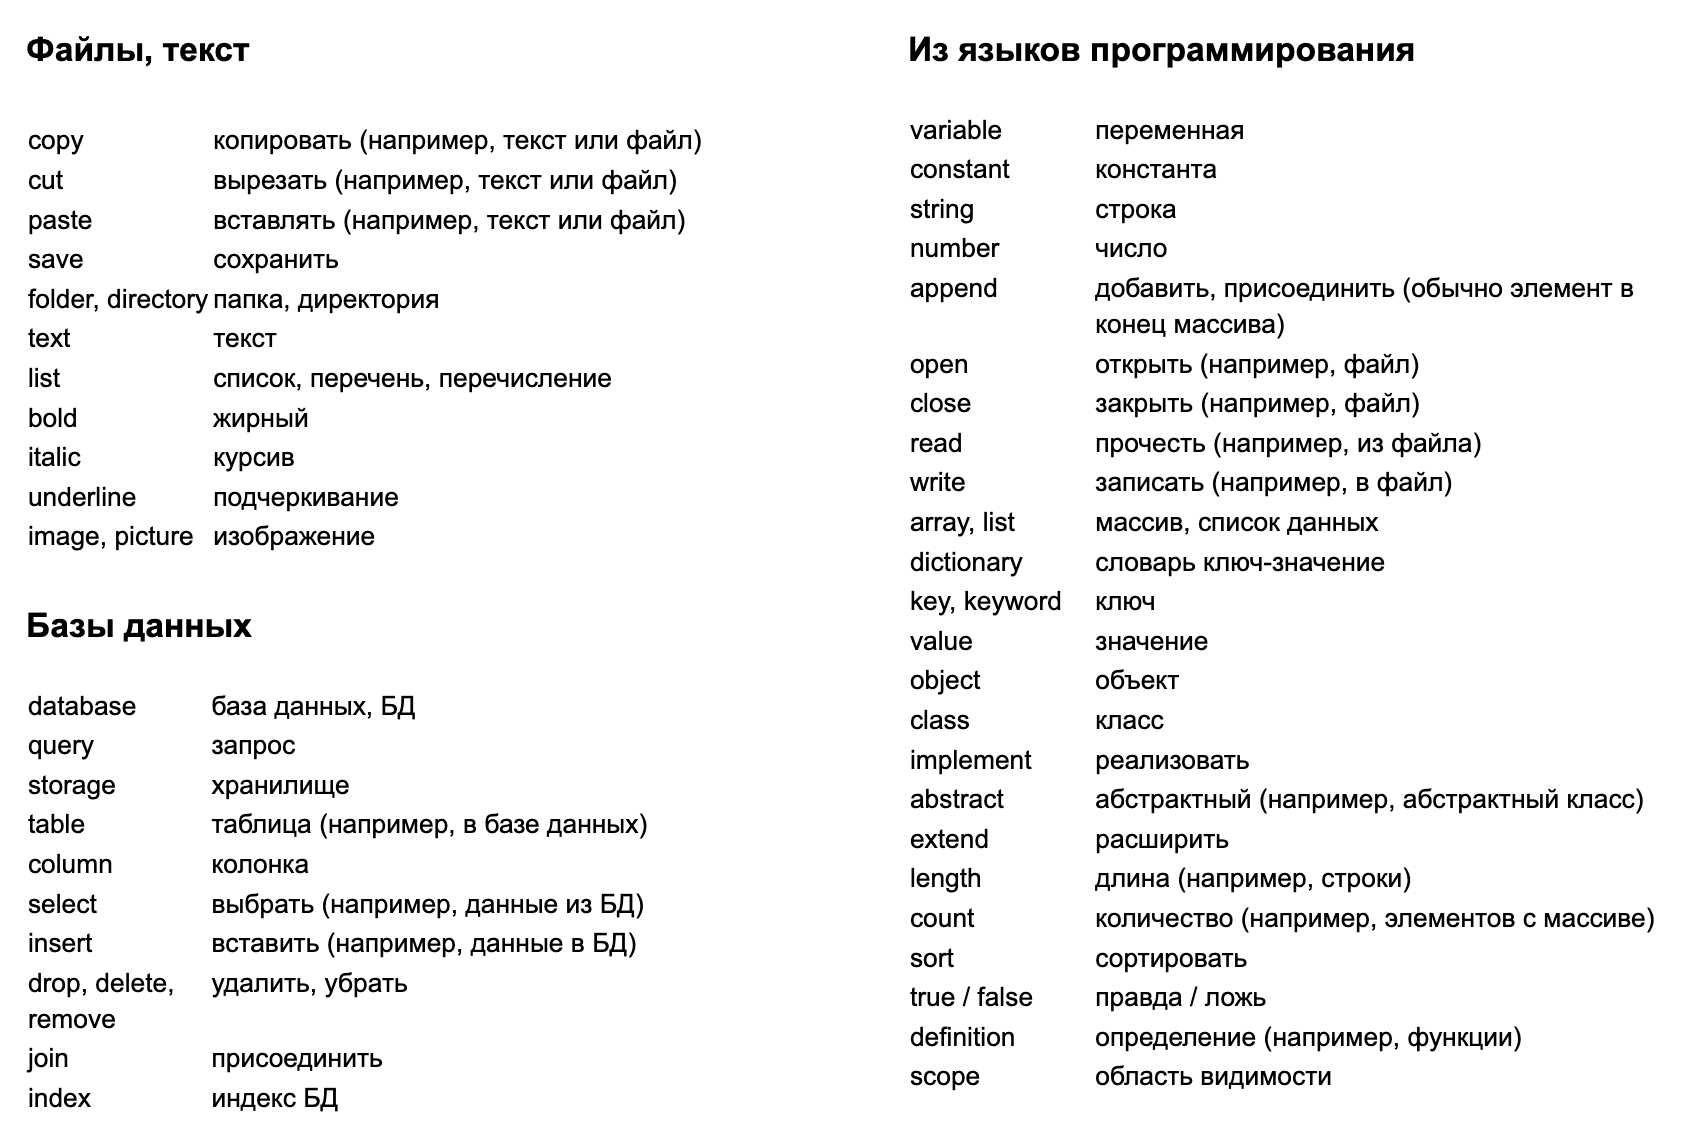 Файлы, текст
copy копировать (например, текст или файл)
cut вырезать (например, текст или файл)
paste вставлять (например, текст или файл)
save сохранить
folder, directory папка, директория
text текст
list список, перечень, перечисление
bold жирный
italic курсив
underline подчеркивание
image, picture изображение
Базы данных
database база данных, БД
query запрос
storage хранилище
table таблица (например, в базе данных)
column колонка
select выбрать (например, данные из БД)
insert вставить (например, данные в БД)
drop, delete, удалить, убрать
remove
join присоединить
index индекс БД
Из языков программирования
variable переменная
constant константа
string строка
number число
append добавить, присоединить (обычно элемент в
конец массива)
open открыть (например, файл)
close закрыть (например, файл)
read прочесть (например, из файла)
write записать (например, в файл)
array, list массив, список данных
dictionary словарь ключ-значение
key, keyword ключ
value значение
object объект
class класс
implement реализовать
abstract абстрактный (например, абстрактный класс)
extend расширить
length длина (например, строки)
count количество (например, элементов с массиве)
sort сортировать
true / false правда / ложь
definition определение (например, функции)
scope область видимости